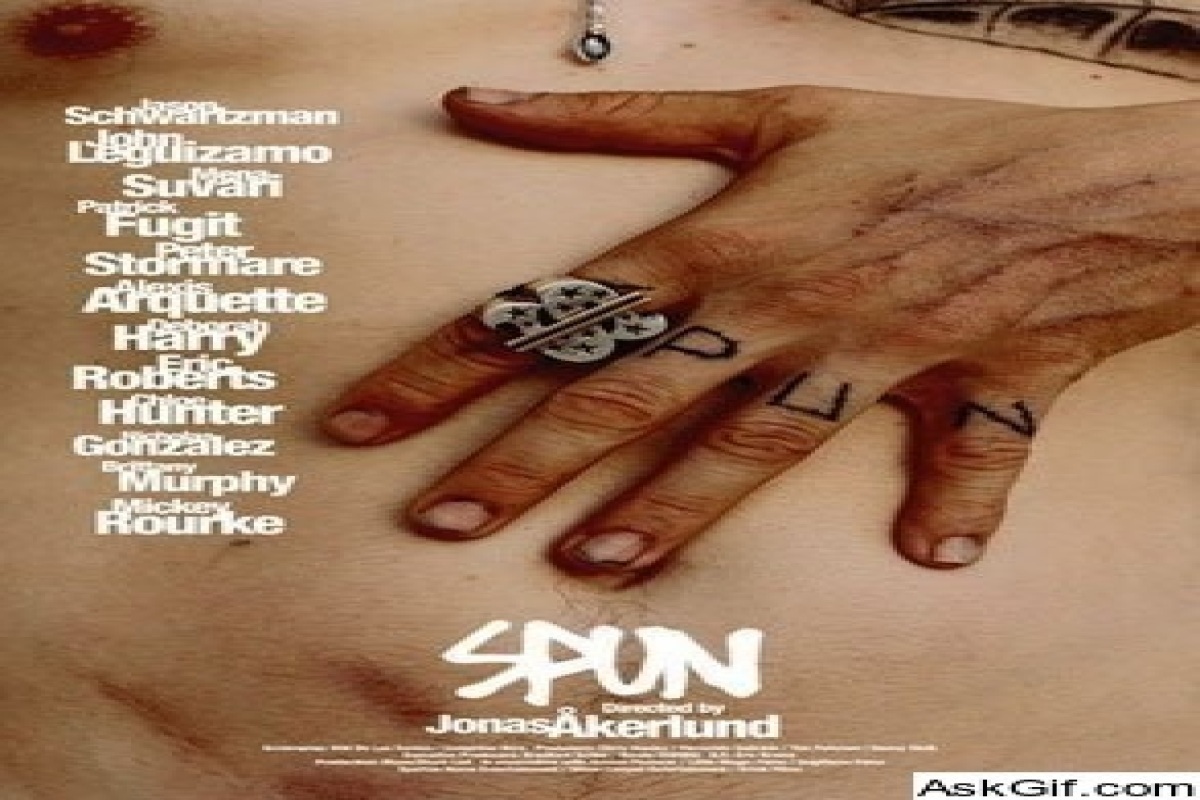 Jason
Schwartzman
John
Leguizamo
Mena
Suvari
Patrick
Fugit
Peter
Stormare
Alexis
Arquette
Deborah
Harry
Eric
Roberts
Chloe
Hunter
Nicholas
Gonzalez
Brittany
Murphy
Mickey
Rourke
P
U
N
SPUN
Directed by
Jonas Åkerlund
AskGif.com